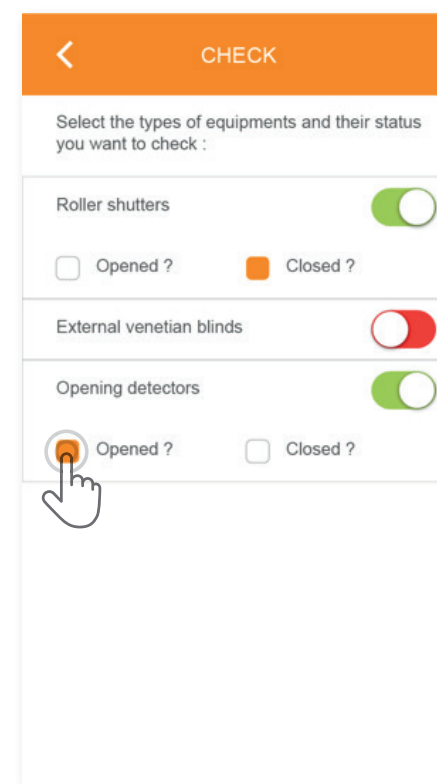 CHECK
Select the types of equipments and their status
you want to check :
Roller shutters
Opened ? Closed ?
External venetian blinds
Opening detectors
Opened ? Closed ?